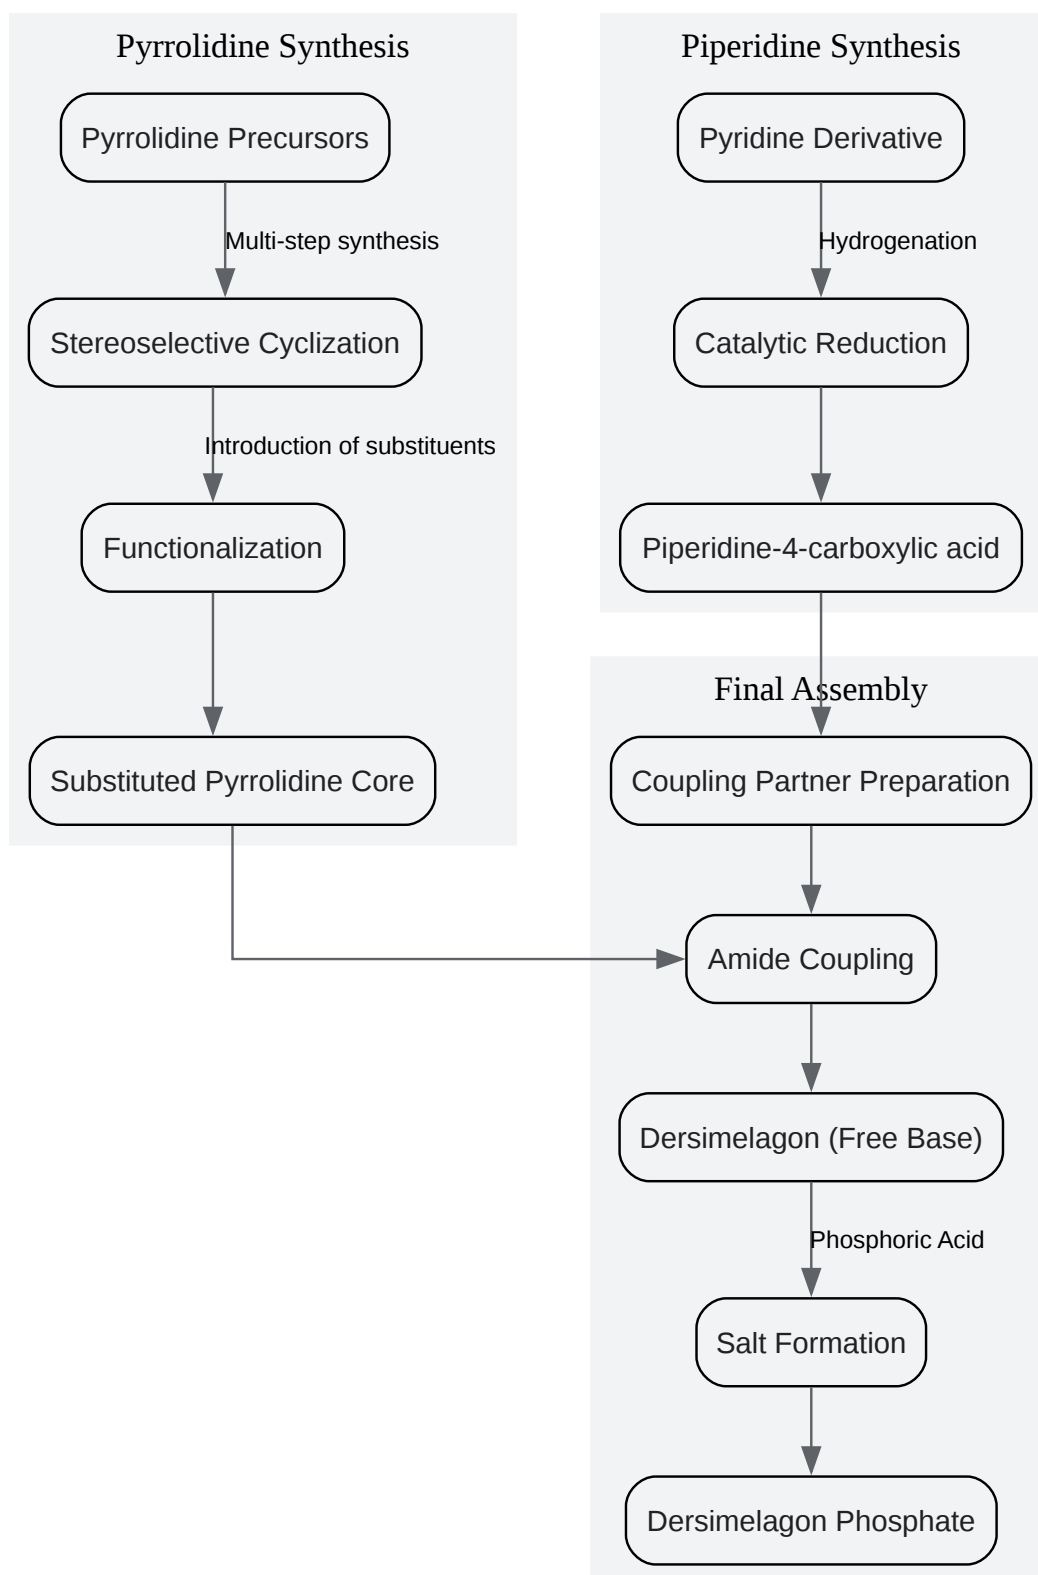 Pyrrolidine Synthesis
Pyrrolidine Precursors
Multi-step synthesis
Stereoselective Cyclization
Introduction of substituents
Functionalization
Substituted Pyrrolidine Core
Piperidine Synthesis
Pyridine Derivative
Hydrogenation
Catalytic Reduction
Piperidine-4-carboxylic acid
Final Assembly
Coupling Partner Preparation
Amide Coupling
Dersimelagon (Free Base)
Phosphoric Acid
Salt Formation
Dersimelagon Phosphate